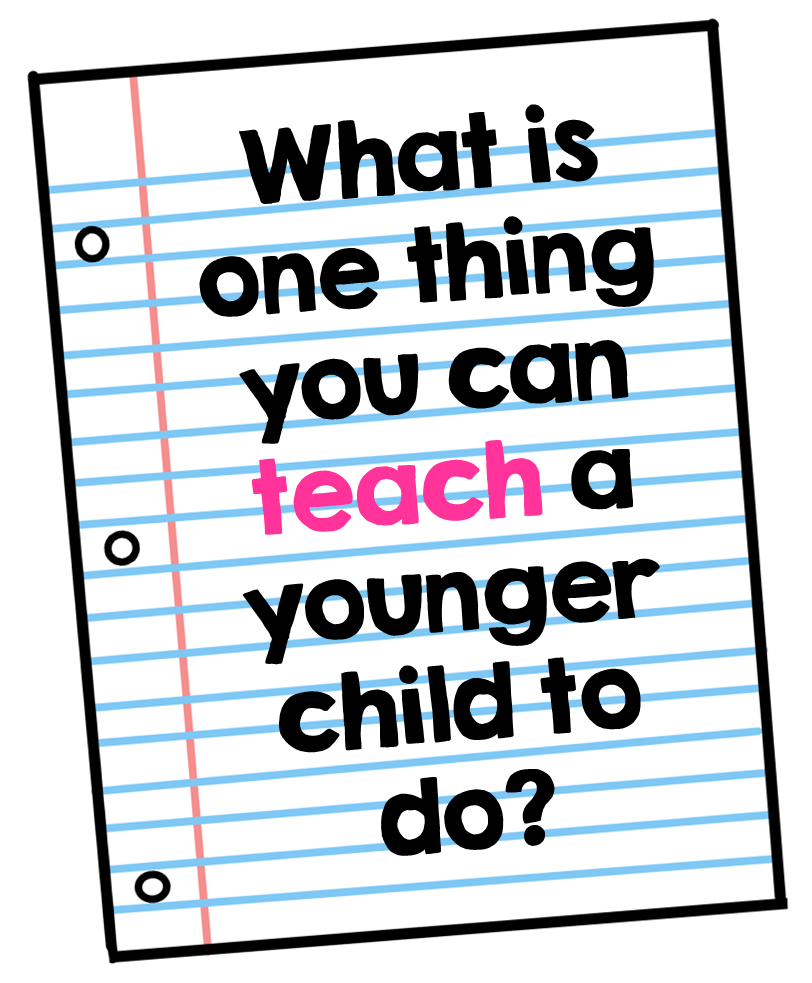 What is
one thing
you can
teach a
younger
child to
do?